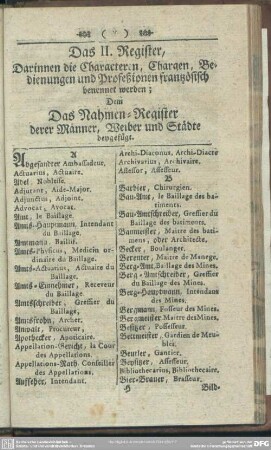 Das II. Register,
Darinnen die Characteren, Chargen, Be-
dienungen und Profeßionen frantzösisch
benennet werden;
Dem
Das Nahmen-Register
derer Männer, Weiber und Städte
beygefügt.
A
Abgesandter Ambassadeur,
Actuarius, Actuaire.
Adel Noblesse.
Adjutant, Aide-Major.
Adjunctus, Adjoint,
Advocat, Avocat.
Amt, le Baillage.
Amts-Hauptmann, Intendant
du Baillage.
Ammann, Baillif.
Amts-Physicus, Medicin or-
dinaire du Baillage.
Amts-Actuarius, Actuaire du
Baillage.
Amts-Einnehmer, Receveur
du Baillage.
Amtsschreiber, Greffier du
Baillage,
Amtsfrohn, Archer.
Anwald, Procureur.
Apothecker, Apoticaire.
Appellation-Gericht, la Cour
des Appellations.
Appellations-Rath, Conseiller
des Appellations.
Aufseher, Intendant.
Archi-Diaconus, Archi-Diacre
Archivarius, Archivaire.
Assessor, Assesseur.
B
Barbier, Chirurgien.
Bau-Amt, le Baillage des ba-
timents.
Bau-Amtschreiber, Greffier du
Baillage des batiments.
Baumeister, Maitre des bati-
mens, oder Architecte.
Becker, Boulanger.
Bereuter, Maitre de Manege.
Berg-Amt, Baillage des Mines,
Berg-Amtschreiber, Greffier
du Baillage des Mines,
Berg-Hauptmann, Intendant
des Mines,
Bergmann, Fosseur des Mines
Bergmeister Maitre des Mines,
Besitzer, Possesseur.
Bettmeister, Gardien de Meu-
bles.
Beutler, Gantier,
Beysitzer, Assesseur,
Bibliothecarius, Bibliothecaire,
Bier-Brauer, Brasseur,
H
Bild-